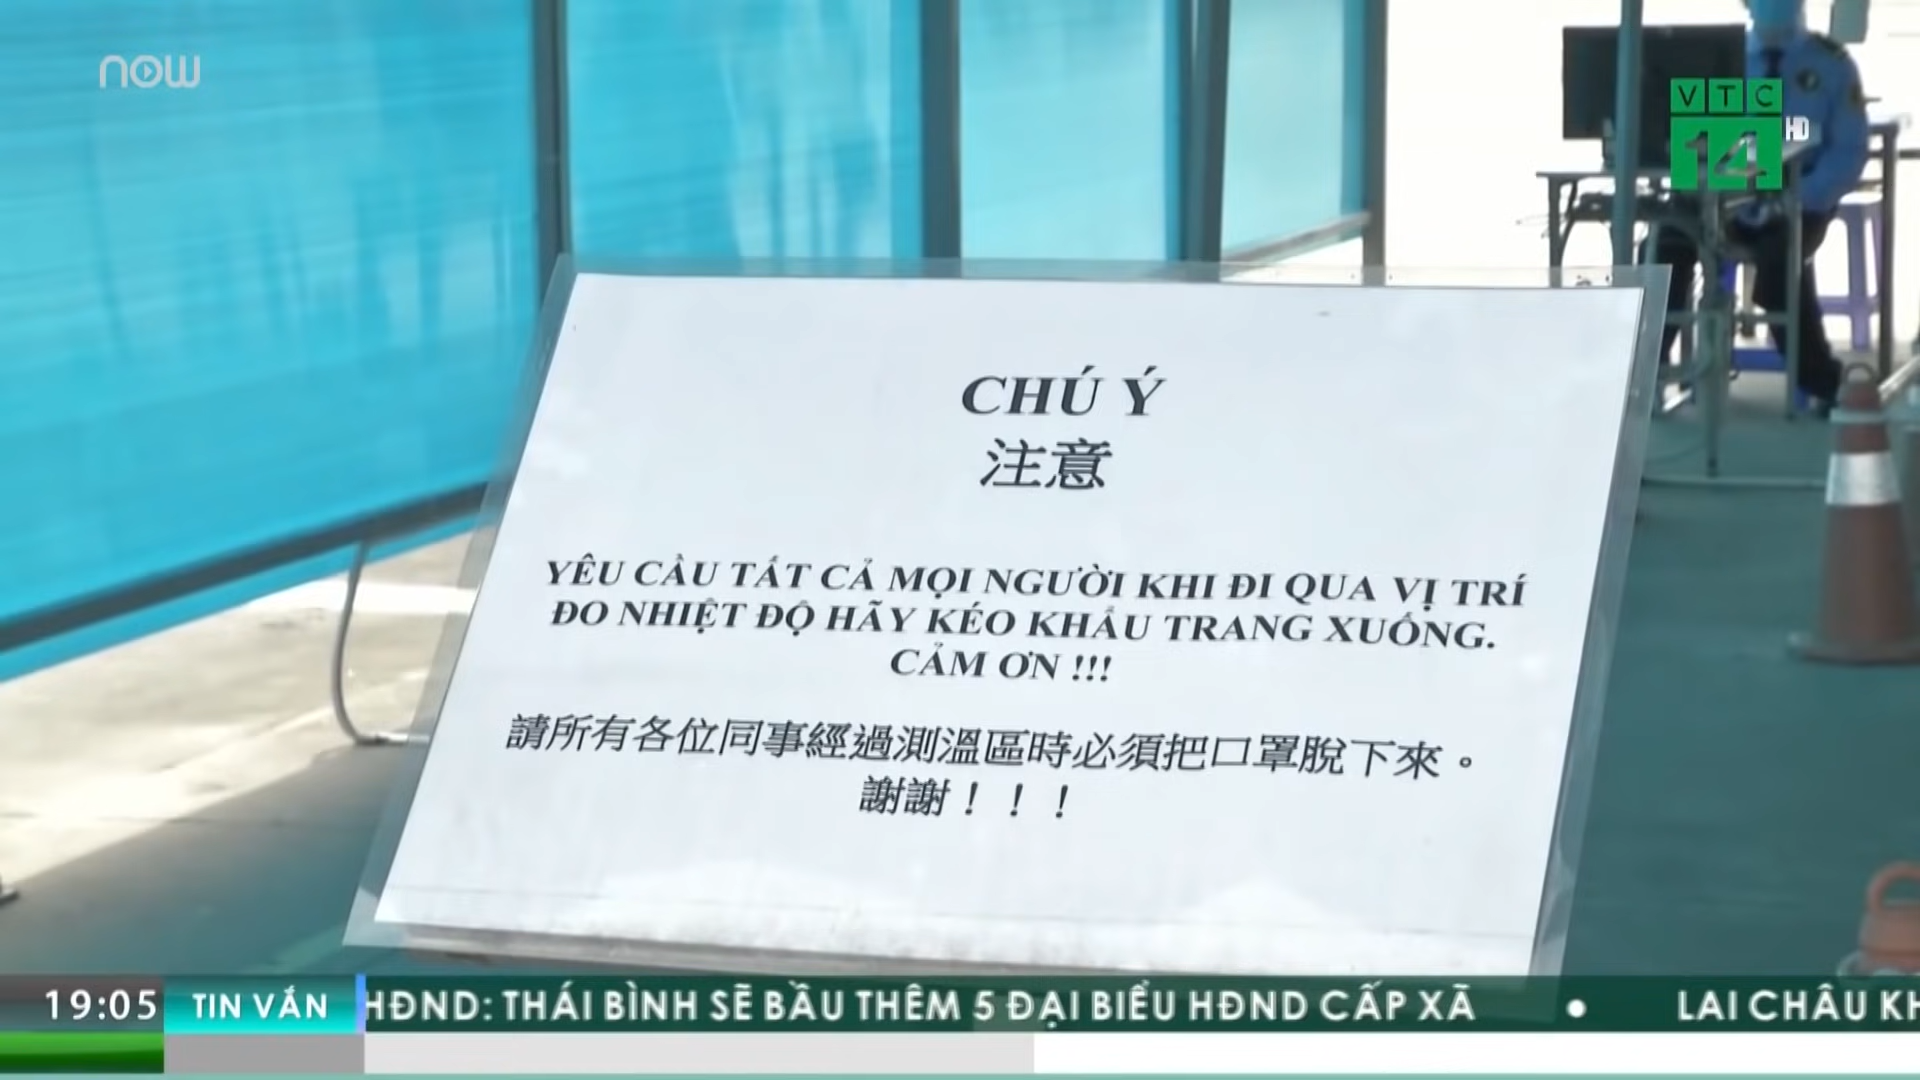 now
VTC
14 HD
CHÚ Ý
注意
YÊU CẦU TẤT CẢ MỌI NGƯỜI KHI ĐI QUA VỊ TRÍ
ĐO NHIỆT ĐỘ HÃY KÉO KHẨU TRANG XUỐNG.
CẢM ƠN !!!
請所有各位同事經過測溫區時必須把口罩脫下來。
謝謝！！！
19:05 TIN VẮN HĐND: THÁI BÌNH SẼ BẦU THÊM 5 ĐẠI BIỂU HĐND CẤP XÃ • LAI CHÂU KH